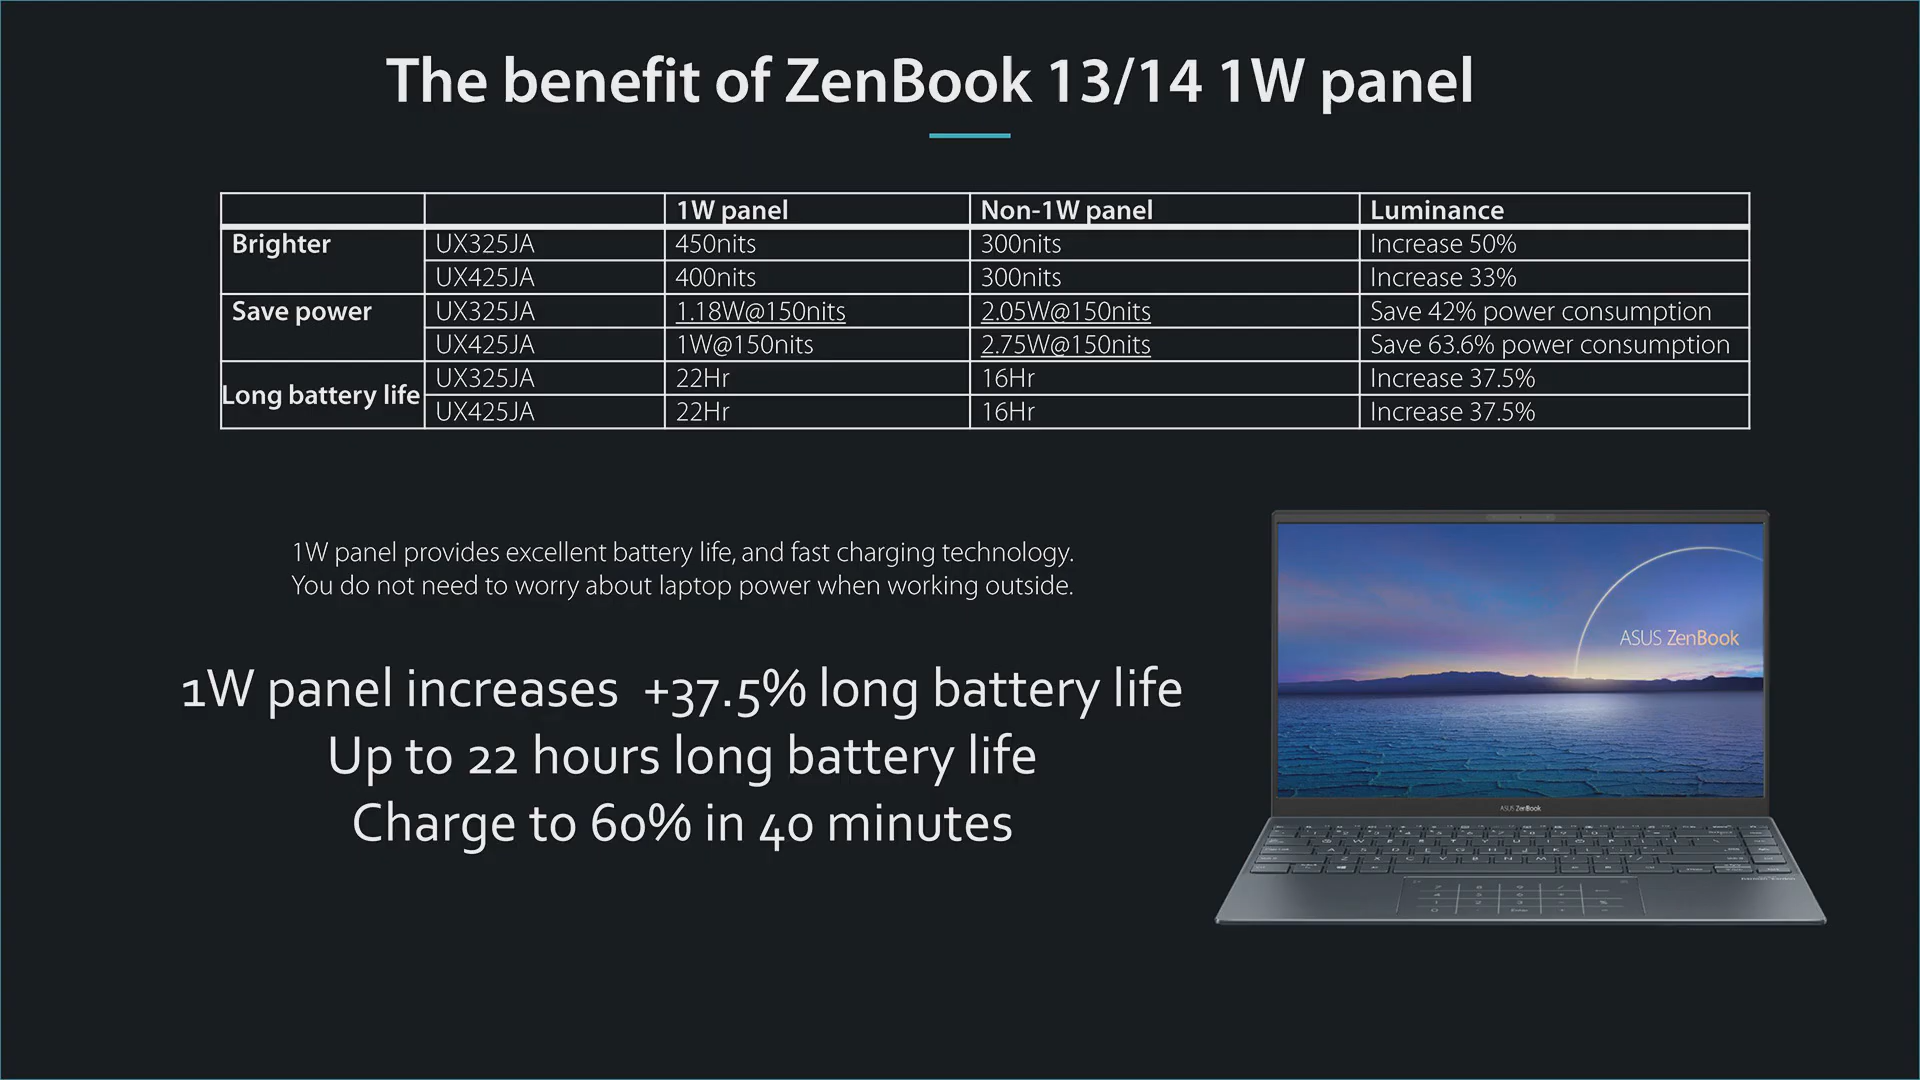 The benefit of ZenBook 13/14 1W panel
1W panel Non-1W panel Luminance
Brighter UX325JA 450nits 300nits Increase 50%
UX425JA 400nits 300nits Increase 33%
Save power UX325JA 1.18W@150nits 2.05W@150nits Save 42% power consumption
UX425JA 1W@150nits 2.75W@150nits Save 63.6% power consumption
Long battery life UX325JA 22Hr 16Hr Increase 37.5%
UX425JA 22Hr 16Hr Increase 37.5%
1W panel provides excellent battery life, and fast charging technology.
You do not need to worry about laptop power when working outside.
1W panel increases +37.5% long battery life
Up to 22 hours long battery life
Charge to 60% in 40 minutes
ASUS ZenBook
ASUS ZenBook